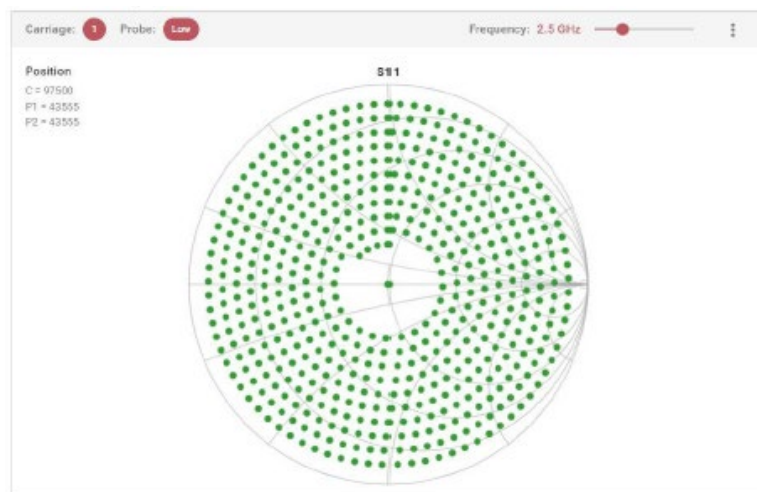 Carriage: 1 Probe: Low Frequency: 2.5 GHz
Position
C = 97500
P1 = 43555
P2 = 43555
S11